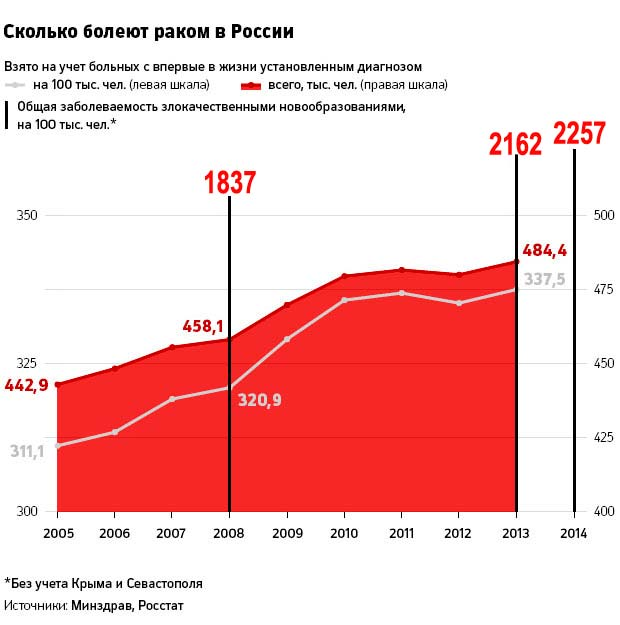 Сколько болеют раком в России
Взято на учет больных с впервые в жизни установленным диагнозом
на 100 тыс. чел. (левая шкала) всего, тыс. чел. (правая шкала)
Общая заболеваемость злокачественными новообразованиями,
на 100 тыс. чел.*
2257
2162
1837
350 500
484,4
337,5
475
458,1
325 450
442,9
320,9
311,1
425
300 400
2005 2006 2007 2008 2009 2010 2011 2012 2013 2014
*Без учета Крыма и Севастополя
Источники: Минздрав, Росстат